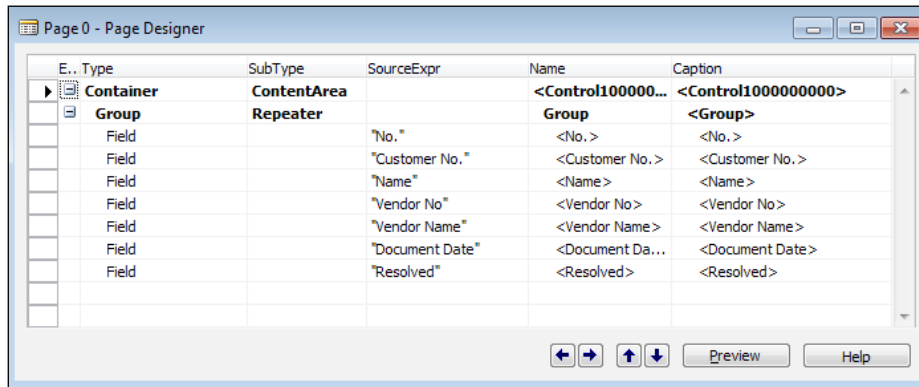 Page 0 - Page Designer
E.. Type SubType SourceExpr Name Caption
Container ContentArea <Control100000... <Control1000000000>
Group Repeater Group <Group>
Field "No." <No.> <No.>
Field "Customer No." <Customer No.> <Customer No.>
Field "Name" <Name> <Name>
Field "Vendor No" <Vendor No> <Vendor No>
Field "Vendor Name" <Vendor Name> <Vendor Name>
Field "Document Date" <Document Da... <Document Date>
Field "Resolved" <Resolved> <Resolved>
Preview Help